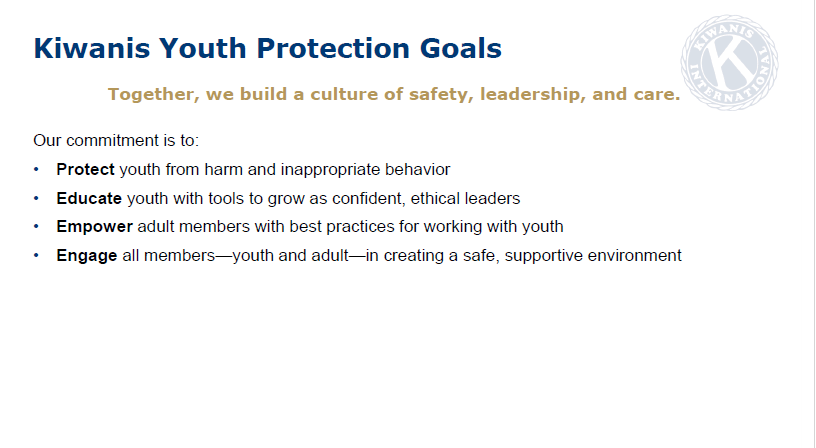 Kiwanis Youth Protection Goals
Together, we build a culture of safety, leadership, and care.
KIWANIS
INTERNATIONAL
K
Our commitment is to:
• Protect youth from harm and inappropriate behavior
• Educate youth with tools to grow as confident, ethical leaders
• Empower adult members with best practices for working with youth
• Engage all members—youth and adult—in creating a safe, supportive environment